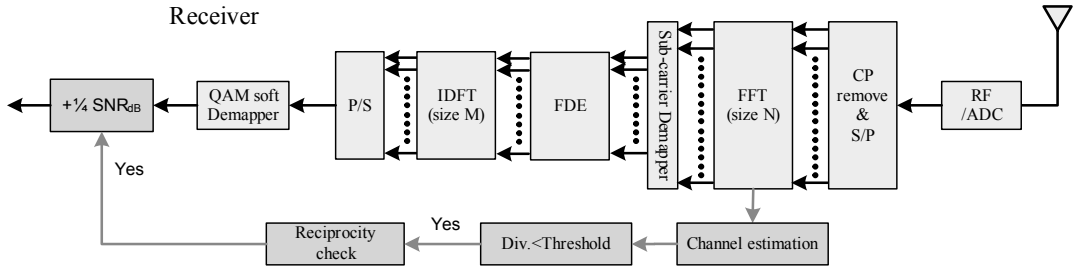 Receiver
+¼ SNRdB
QAM soft
Demapper
P/S
IDFT
(size M)
FDE
Sub-carrier Demapper
FFT
(size N)
CP
remove
&
S/P
RF
/ADC
Yes
Reciprocity
check
Yes
Div.<Threshold
Channel estimation